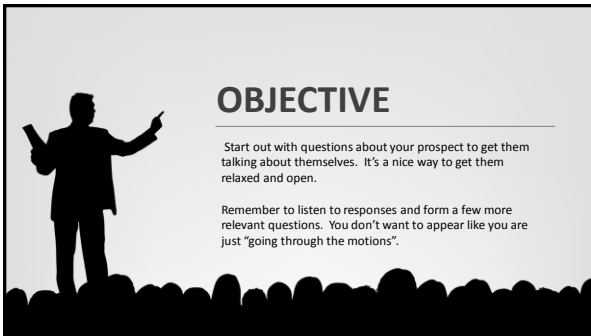 OBJECTIVE
Start out with questions about your prospect to get them
talking about themselves.  It's a nice way to get them
relaxed and open.
Remember to listen to responses and form a few more
relevant questions.  You don't want to appear like you are
just “going through the motions”.